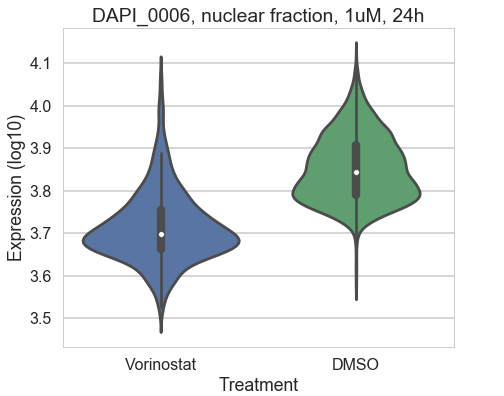 DAPI_0006, nuclear fraction, 1uM, 24h
Expression (log10)
4.1
4.0
3.9
3.8
3.7
3.6
3.5
Vorinostat DMSO
Treatment